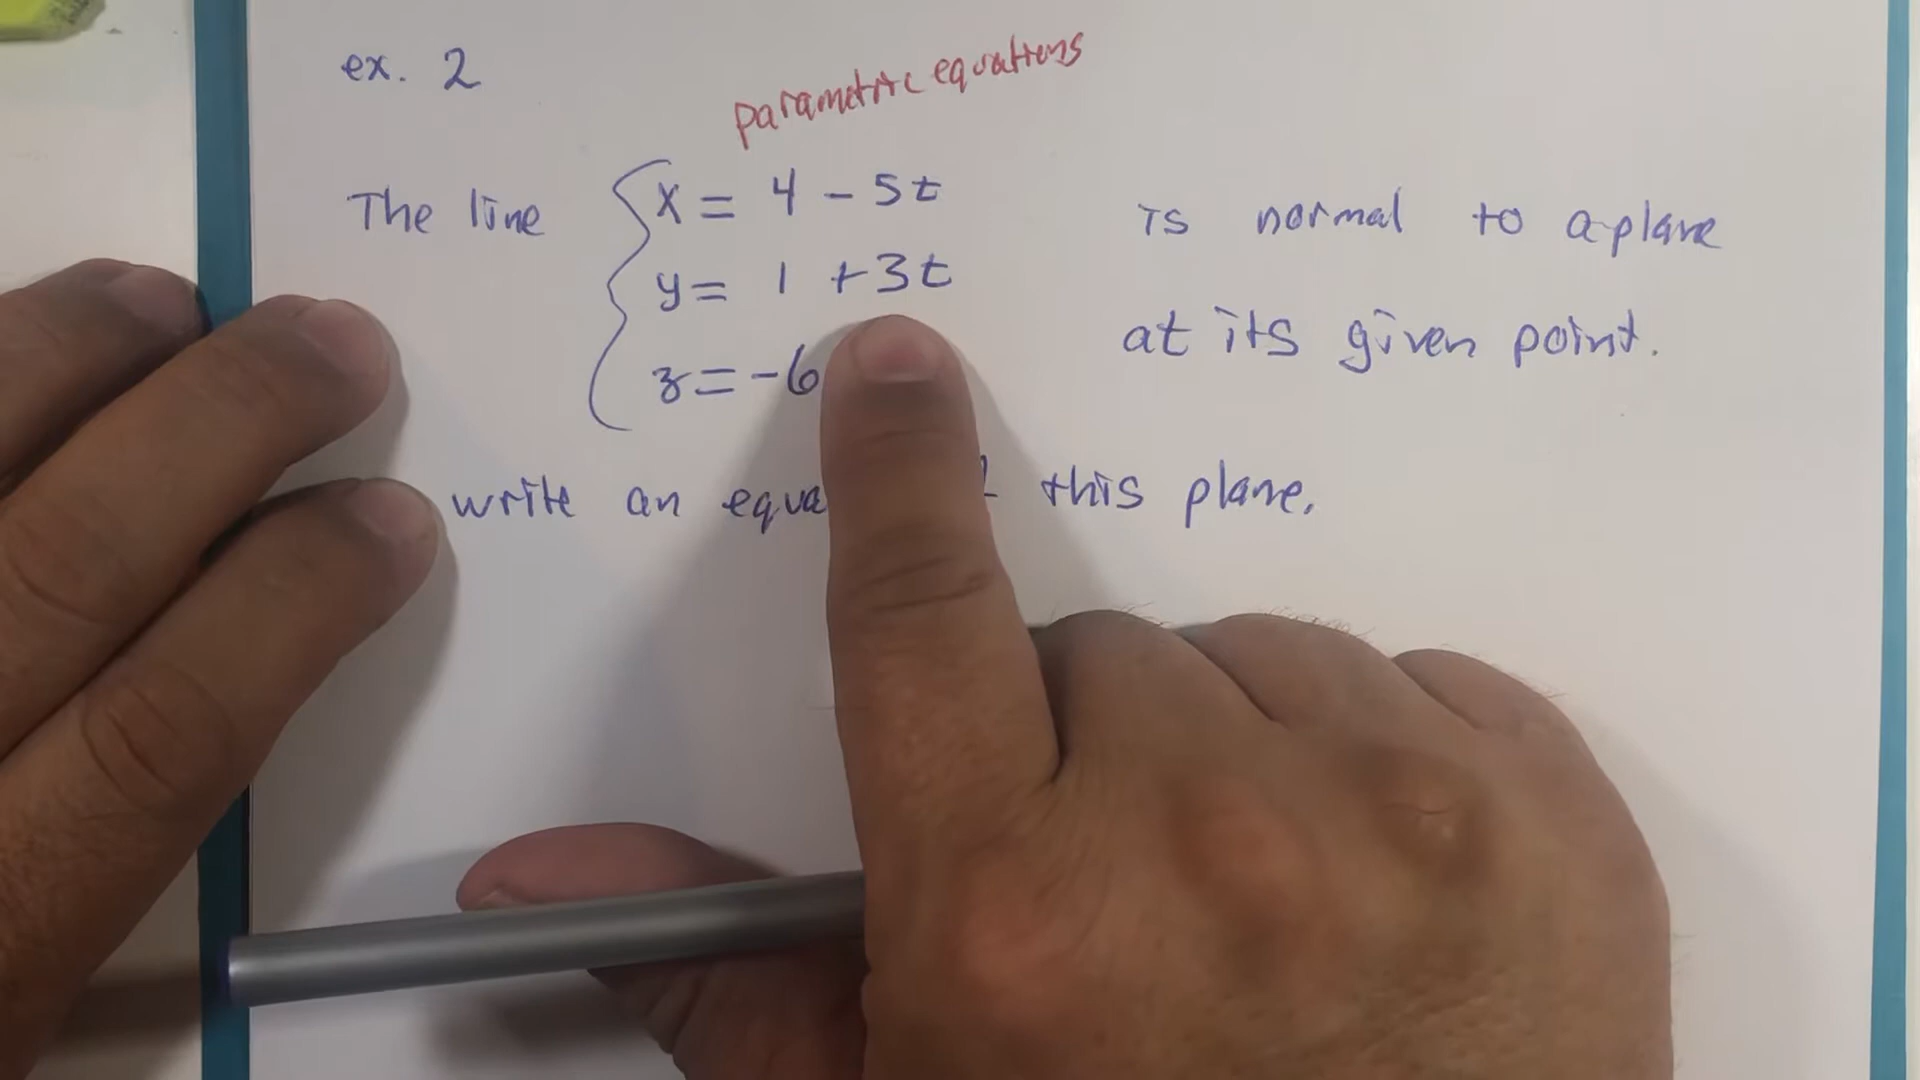 ex. 2
parametric equations
The line x = 4 - 5t is normal to a plane
y = 1 + 3t
at its given point.
z = -6
write an this plane.